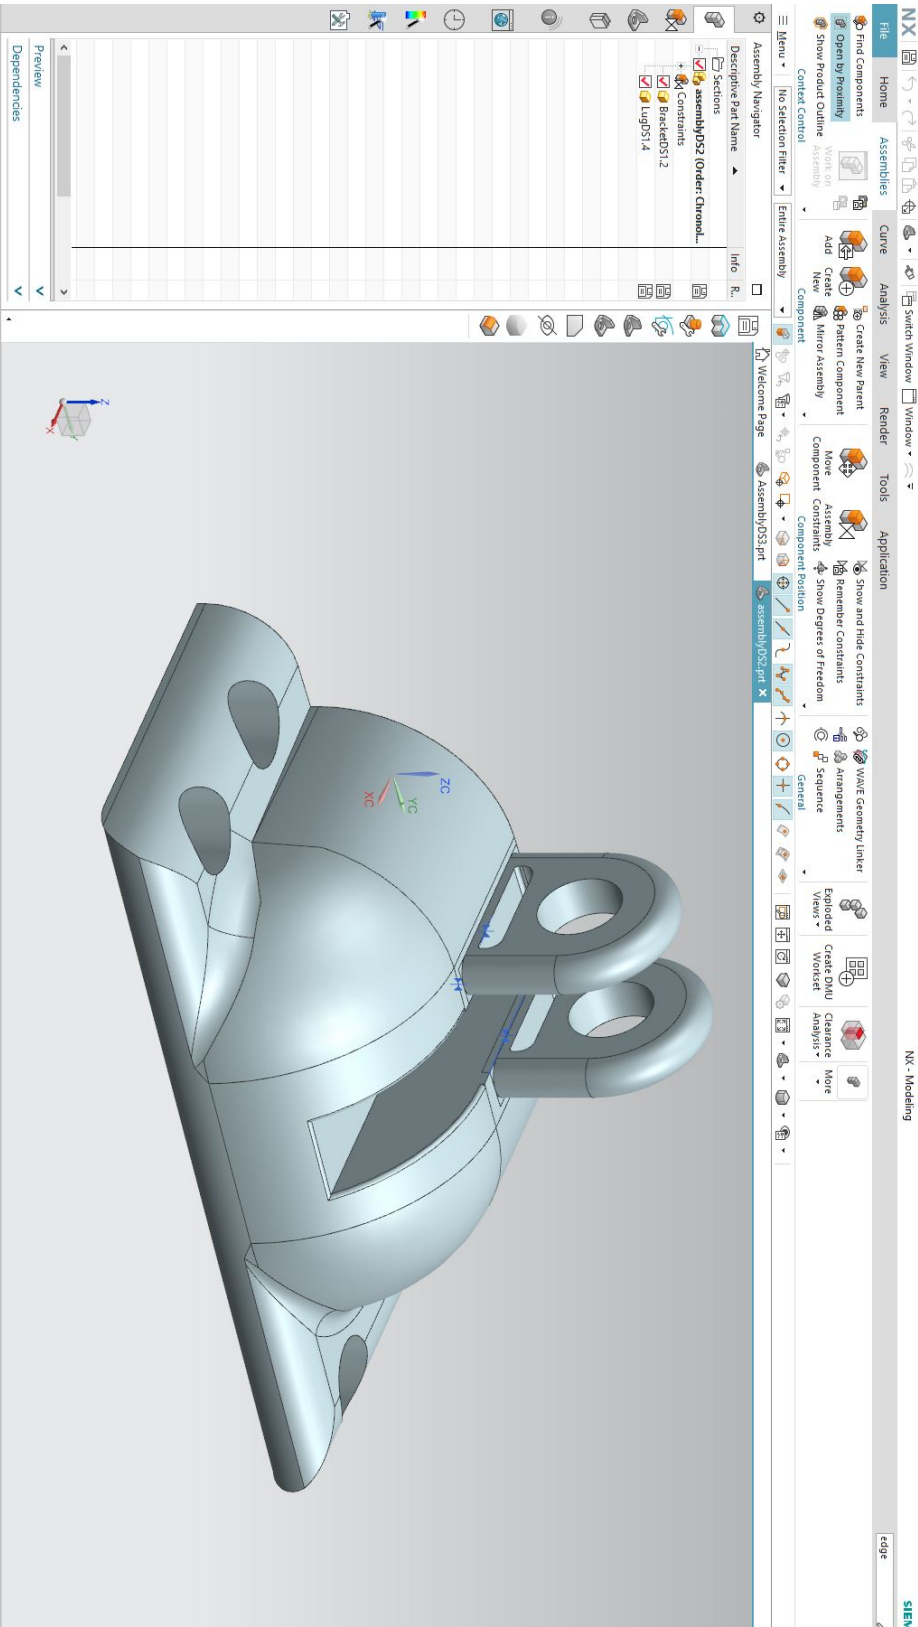 NX
Switch Window
Window
NX - Modeling
SIEM
File
Home
Assemblies
Curve
Analysis
View
Render
Tools
Application
edge
Find Components
Open by Proximity
Show Product Outline
Context Control
Work on
Assembly
Add
Create
New
Create New Parent
Pattern Component
Mirror Assembly
Component
Move
Component
Assembly
Constraints
Show and Hide Constraints
Remember Constraints
Show Degrees of Freedom
Component Position
WAVE Geometry Linker
Arrangements
Sequence
General
Exploded
Views
Create DMU
Workset
Clearance
Analysis
More
Menu
No Selection Filter
Entire Assembly
Assembly Navigator
Descriptive Part Name
Info
R..
Sections
assemblyDS2 (Order: Chronol...
Constraints
BracketDS1.2
LugDS1.4
Preview
Dependencies
Welcome Page
AssemblyDS3.prt
assemblyDS2.prt
ZC
YC
XC
Z
Y
X